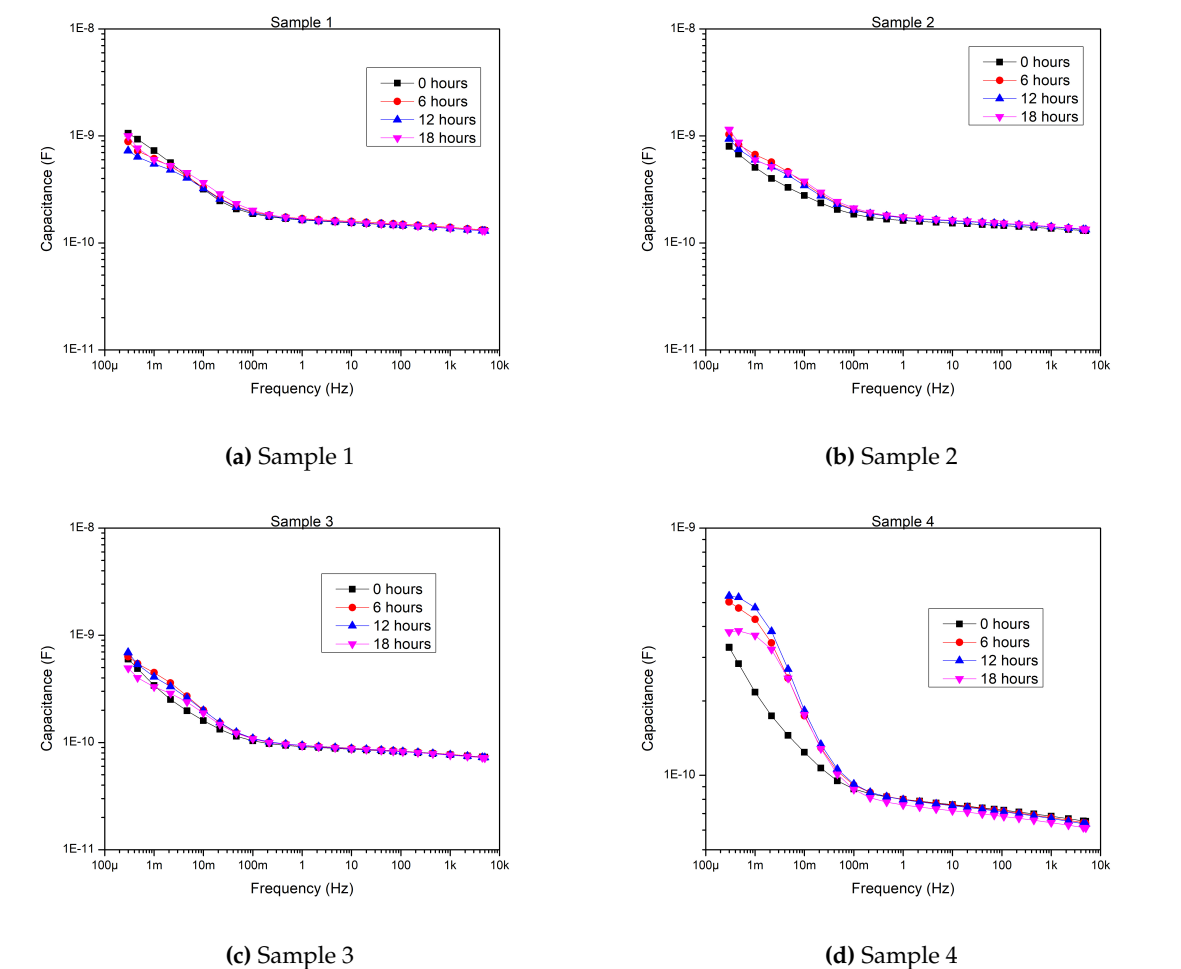 Sample 1
1E-8
1E-9
1E-10
1E-11
Capacitance (F)
0 hours
6 hours
12 hours
18 hours
100µ 1m 10m 100m 1 10 100 1k 10k
Frequency (Hz)
(a) Sample 1
Sample 2
1E-8
1E-9
1E-10
1E-11
Capacitance (F)
0 hours
6 hours
12 hours
18 hours
100µ 1m 10m 100m 1 10 100 1k 10k
Frequency (Hz)
(b) Sample 2
Sample 3
1E-8
1E-9
1E-10
1E-11
Capacitance (F)
0 hours
6 hours
12 hours
18 hours
100µ 1m 10m 100m 1 10 100 1k 10k
Frequency (Hz)
(c) Sample 3
Sample 4
1E-9
1E-10
Capacitance (F)
0 hours
6 hours
12 hours
18 hours
100µ 1m 10m 100m 1 10 100 1k 10k
Frequency (Hz)
(d) Sample 4